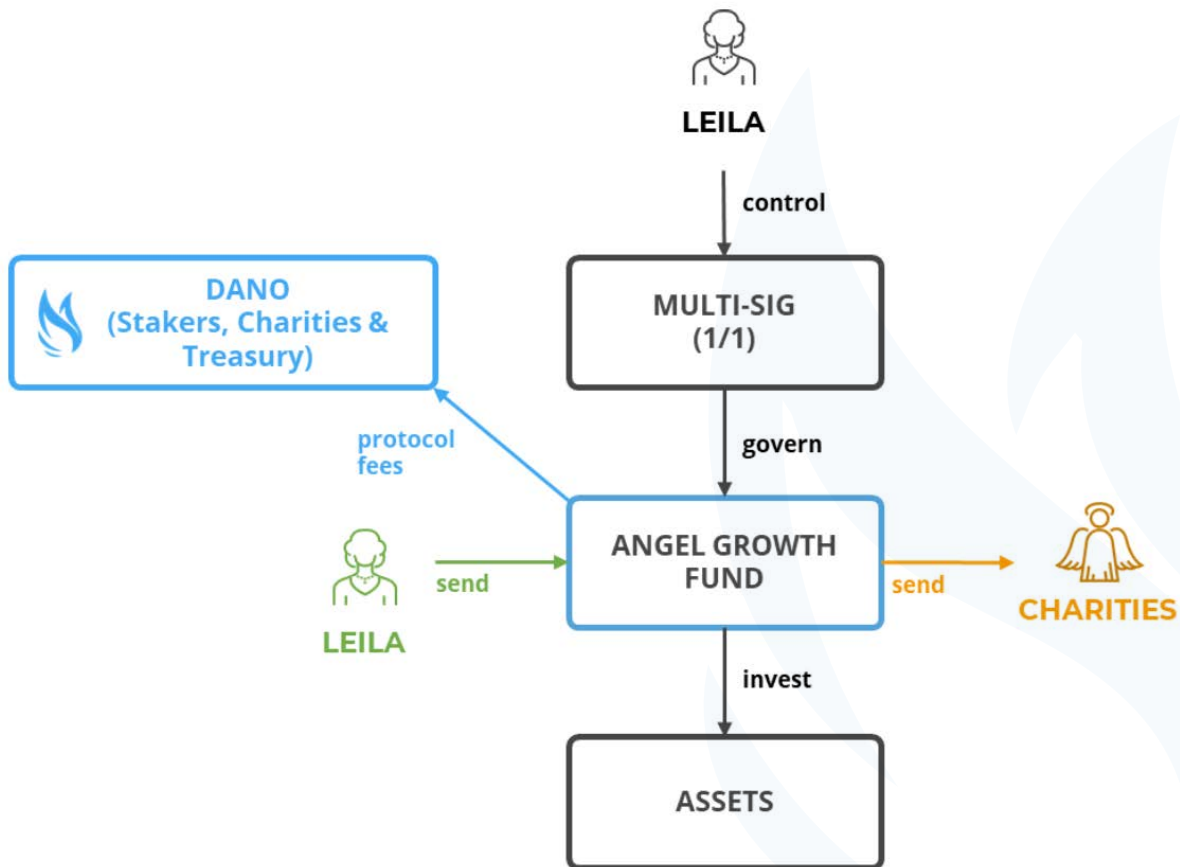 LEILA
control
DANO
(Stakers, Charities &
Treasury)
MULTI-SIG
(1/1)
protocol
fees
govern
LEILA
send
ANGEL GROWTH
FUND
send
CHARITIES
invest
ASSETS